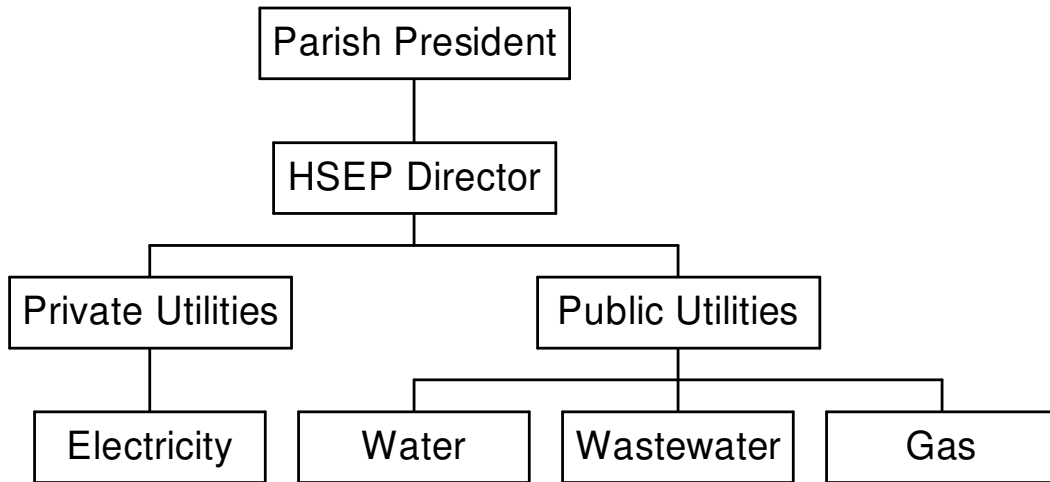 Parish President
HSEP Director
Private Utilities
Public Utilities
Electricity
Water
Wastewater
Gas